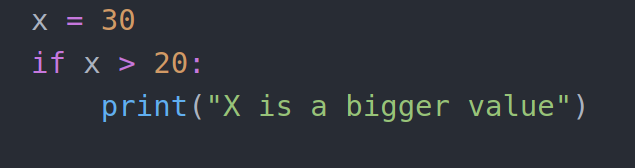 x = 30
if x > 20:
    print("X is a bigger value")